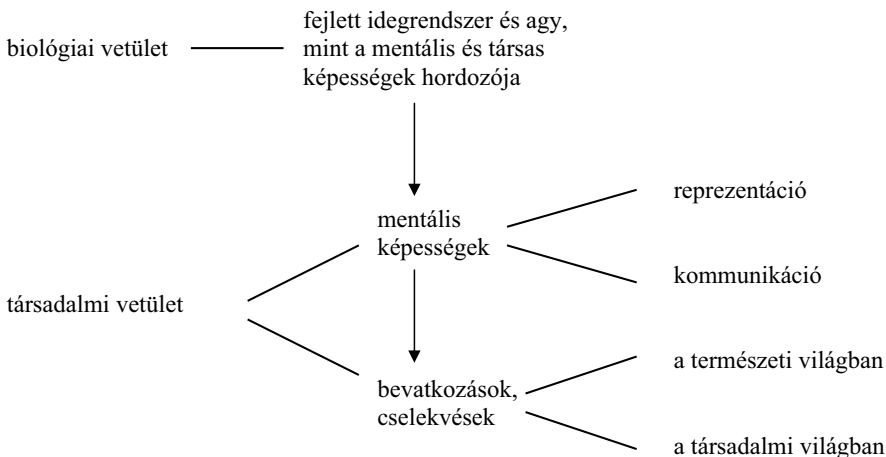 biológiai vetület
fejlett idegrendszer és agy,
mint a mentális és társas
képességek hordozója
mentális
képességek
reprezentáció
kommunikáció
társadalmi vetület
bevatkozások,
cselekvések
a természeti világban
a társadalmi világban